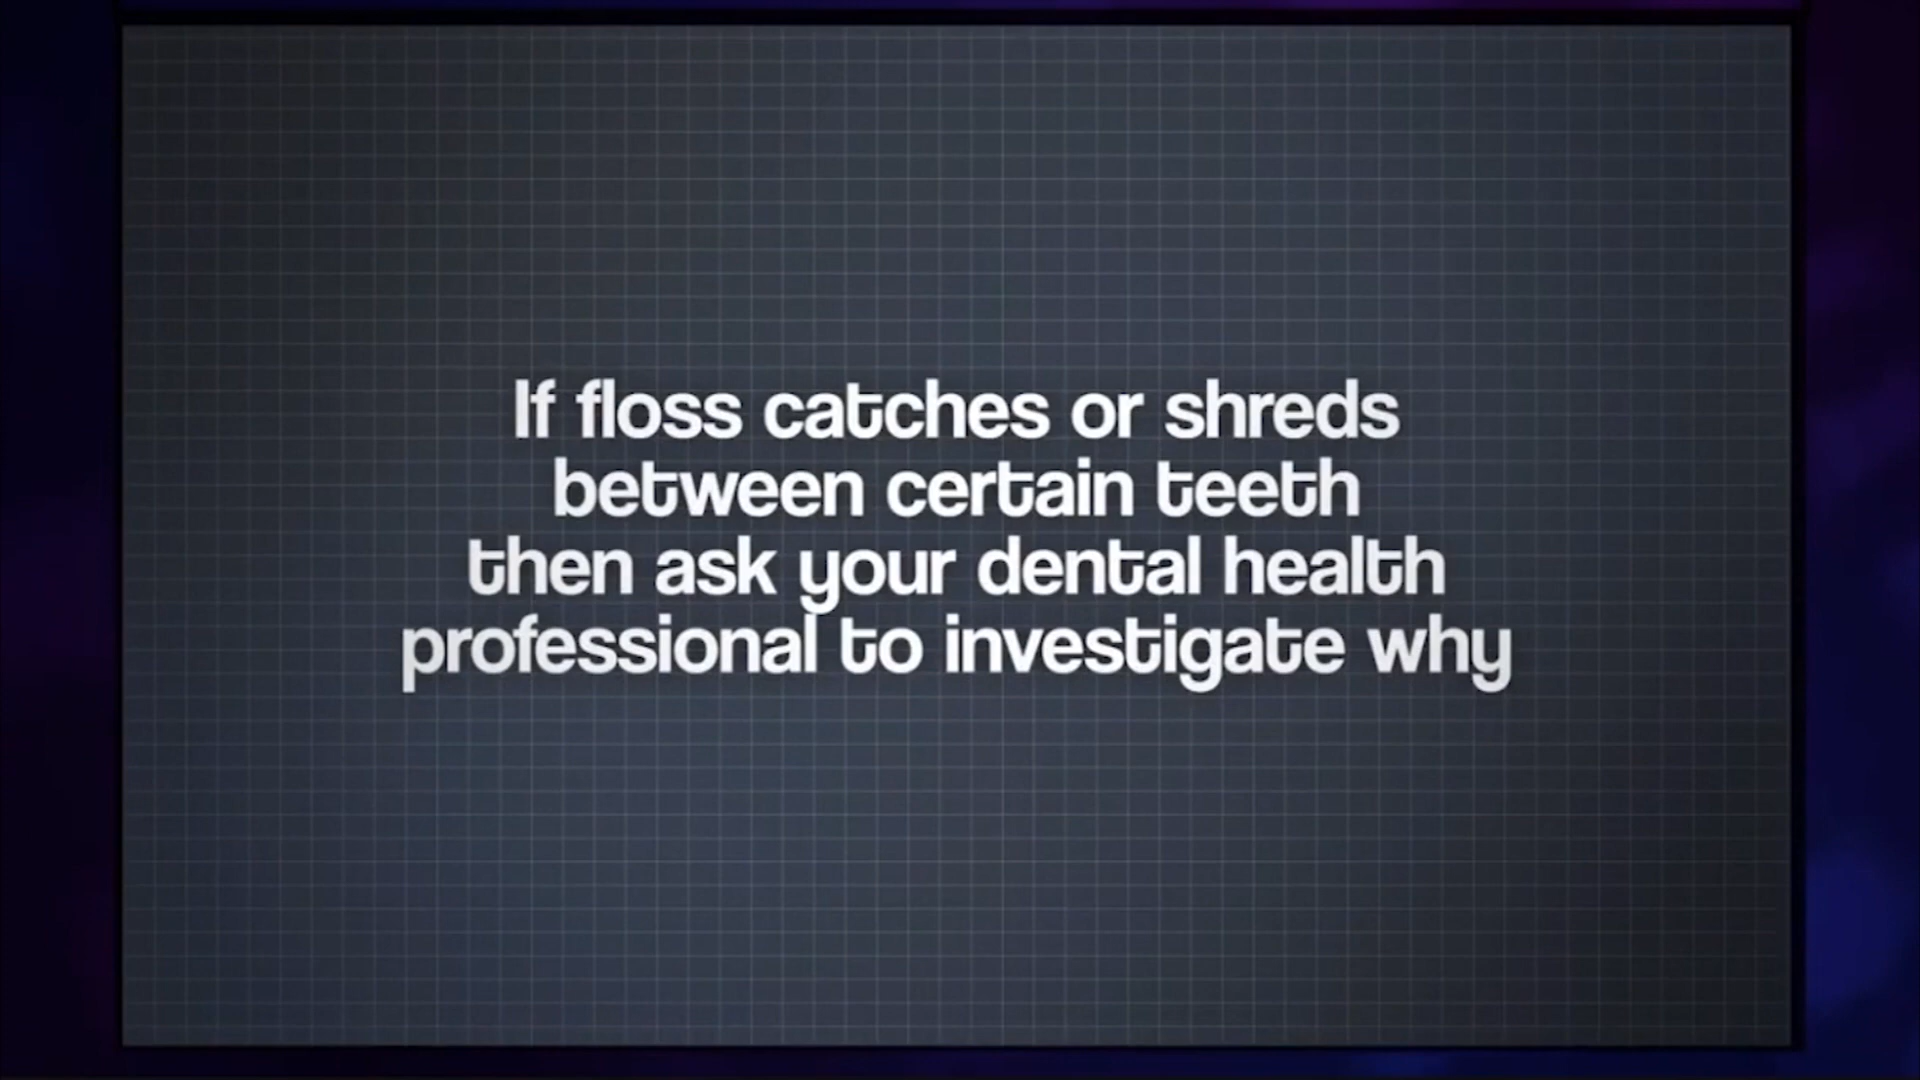 If floss catches or shreds
between certain teeth
then ask your dental health
professional to investigate why